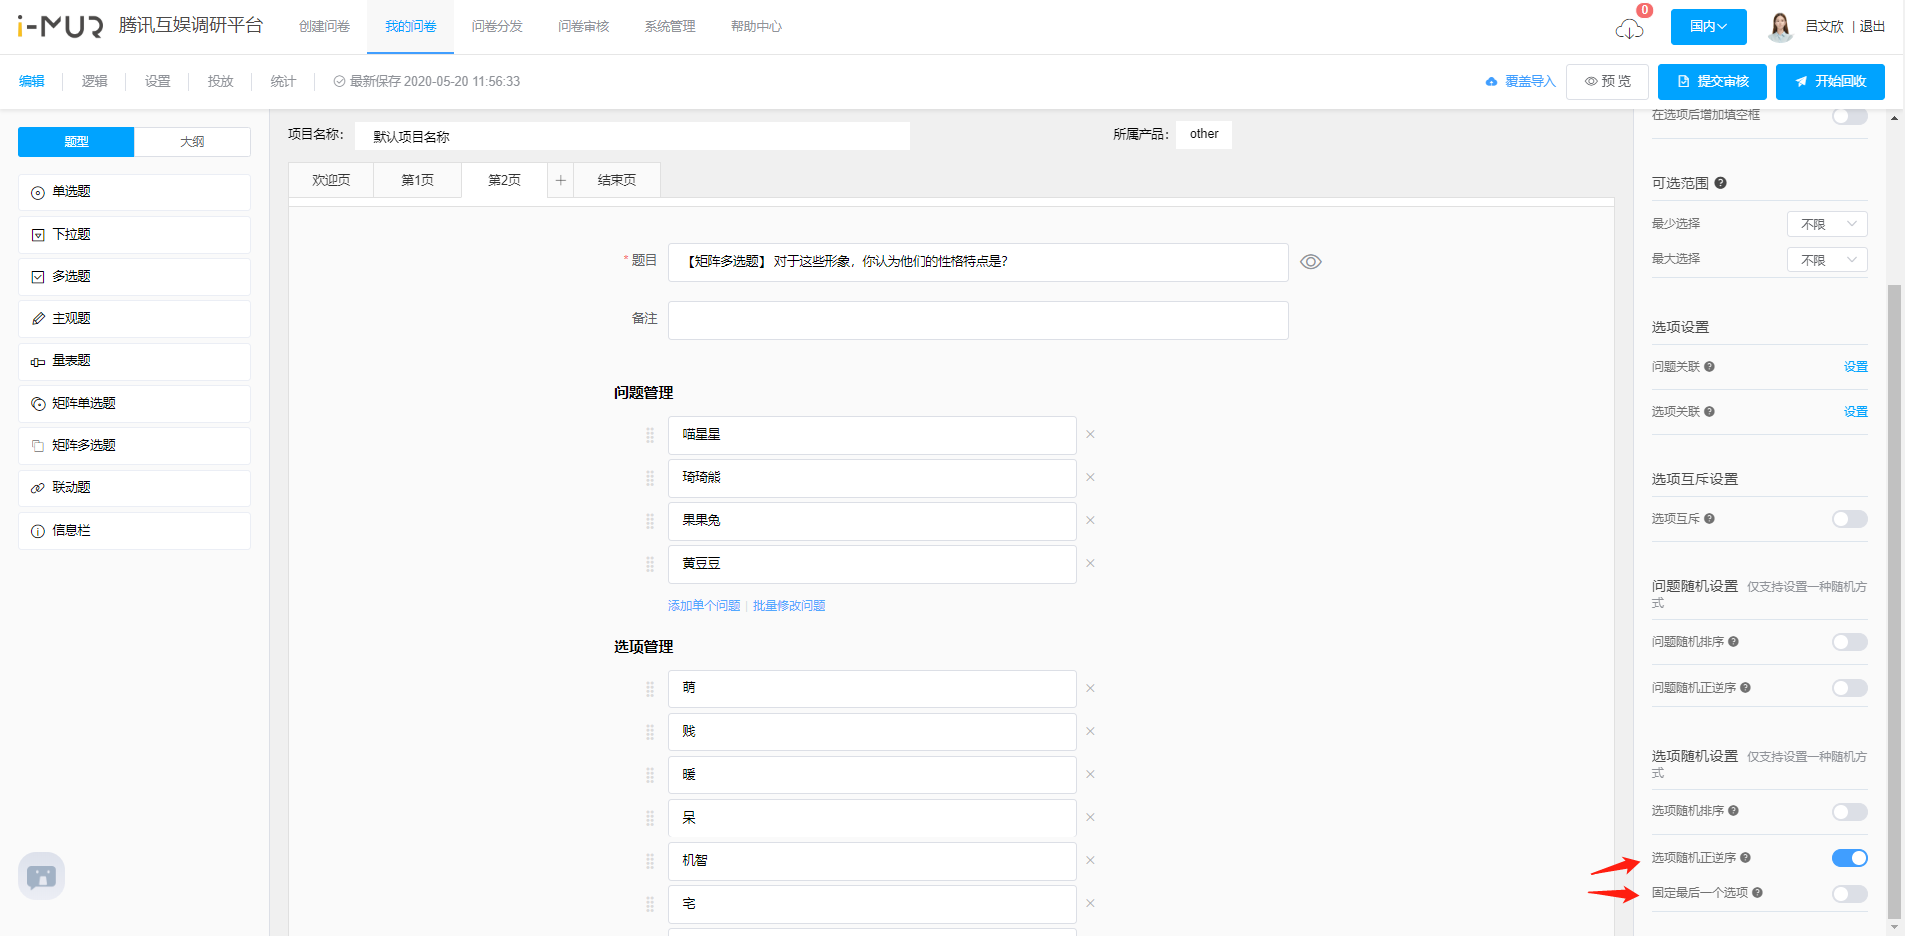 i-MUR 腾讯互娱调研平台 创建问卷 我的问卷 问卷分发 问卷审核 系统管理 帮助中心 0 国内 吕文欣 | 退出
编辑 逻辑 设置 投放 统计 最新保存 2020-05-20 11:56:33 覆盖导入 预 览 提交审核 开始回收
题型 大纲
单选题
下拉题
多选题
主观题
量表题
矩阵单选题
矩阵多选题
联动题
信息栏
项目名称: 默认项目名称 所属产品: other
欢迎页 第1页 第2页 + 结束页
* 题目 【矩阵多选题】 对于这些形象，你认为他们的性格特点是?
备注
问题管理
喵星星
琦琦熊
果果兔
黄豆豆
添加单个问题 | 批量修改问题
选项管理
萌
贱
暖
呆
机智
宅
在选项后增加填空框
可选范围
最少选择 不限
最大选择 不限
选项设置
问题关联 设置
选项关联 设置
选项互斥设置
选项互斥
问题随机设置 仅支持设置一种随机方
式
问题随机排序
问题随机正逆序
选项随机设置 仅支持设置一种随机方
式
选项随机排序
选项随机正逆序
固定最后一个选项